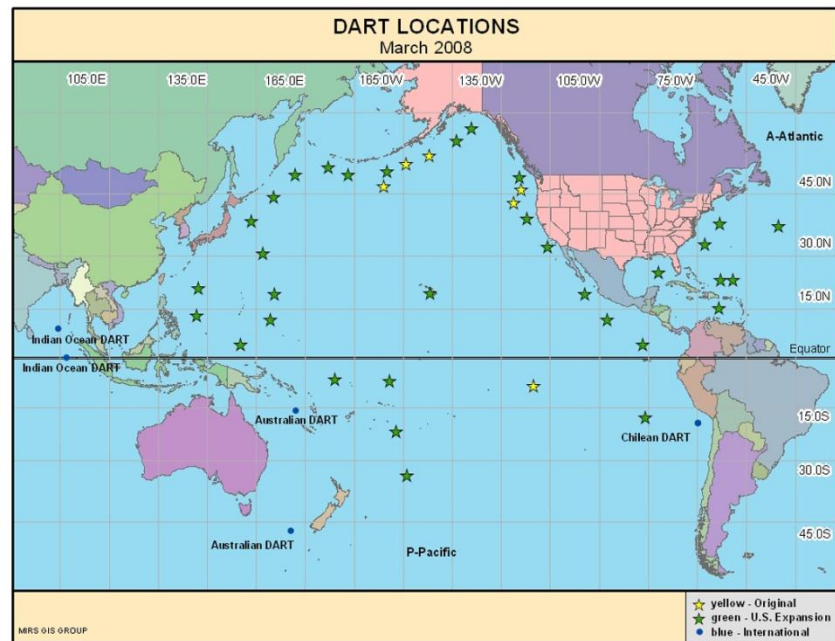 DART LOCATIONS
March 2008
105.0E 135.0E 165.0E 165.0W 135.0W 105.0W 75.0W 45.0W
A-Atlantic
45.0N
30.0N
15.0N
Indian Ocean DART
Equator
Indian Ocean DART
Australian DART
15.0S
Chilean DART
30.0S
45.0S
Australian DART
P-Pacific
yellow - Original
green - U.S. Expansion
blue - International
MIRS GIS GROUP